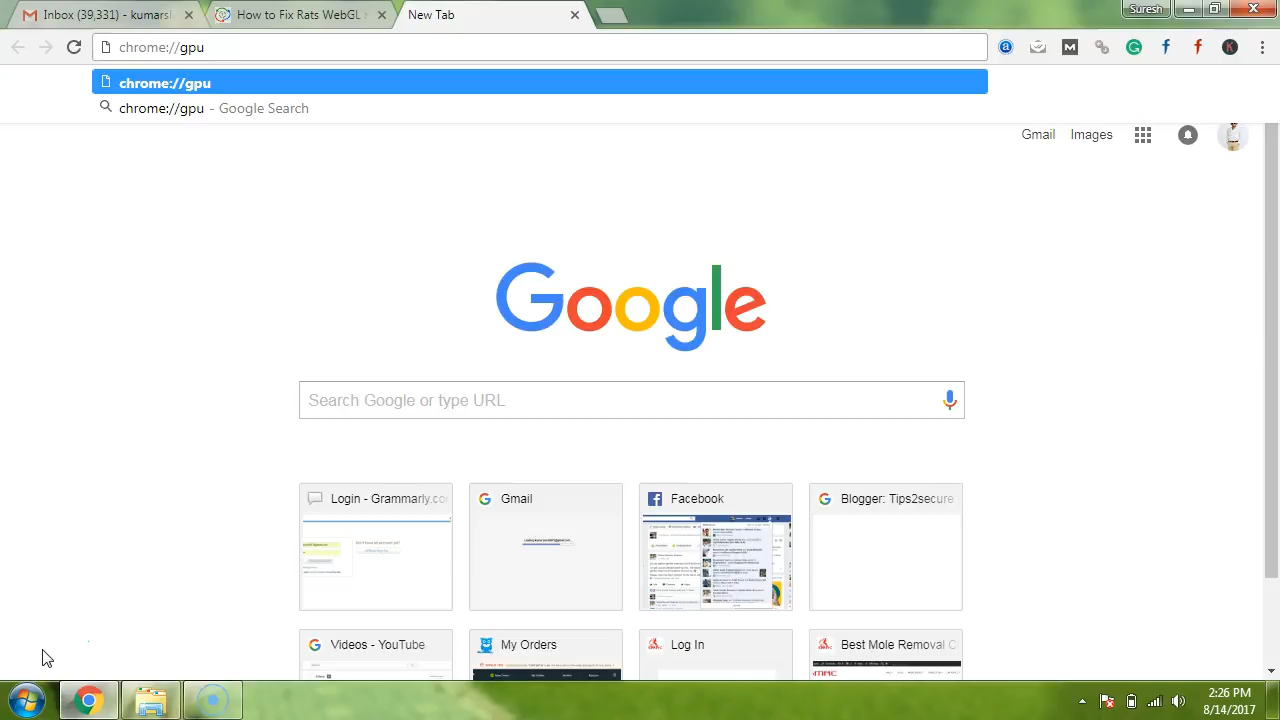 Inbox (39,331) - kumarsl
How to Fix Rats WebGL
New Tab
Suresh
chrome://gpu
chrome://gpu
chrome://gpu - Google Search
Gmail
Images
Google
Search Google or type URL
Login - Grammarly.co
Gmail
Facebook
Blogger: Tips2secure
Videos - YouTube
My Orders
Log In
Best Mole Removal C
2:26 PM
8/14/2017